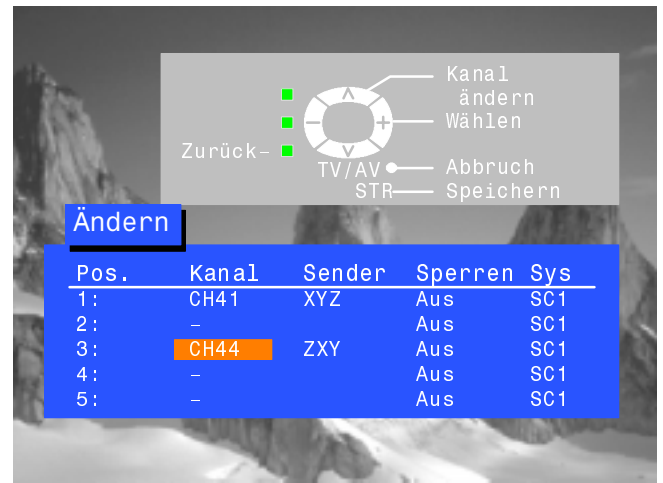 Kanal
ändern
Wählen
Zurück-
TV/AV Abbruch
STR Speichern
Ändern
Pos. Kanal Sender Sperren Sys
1: CH41 XYZ Aus SC1
2: - Aus SC1
3: CH44 ZXY Aus SC1
4: - Aus SC1
5: - Aus SC1